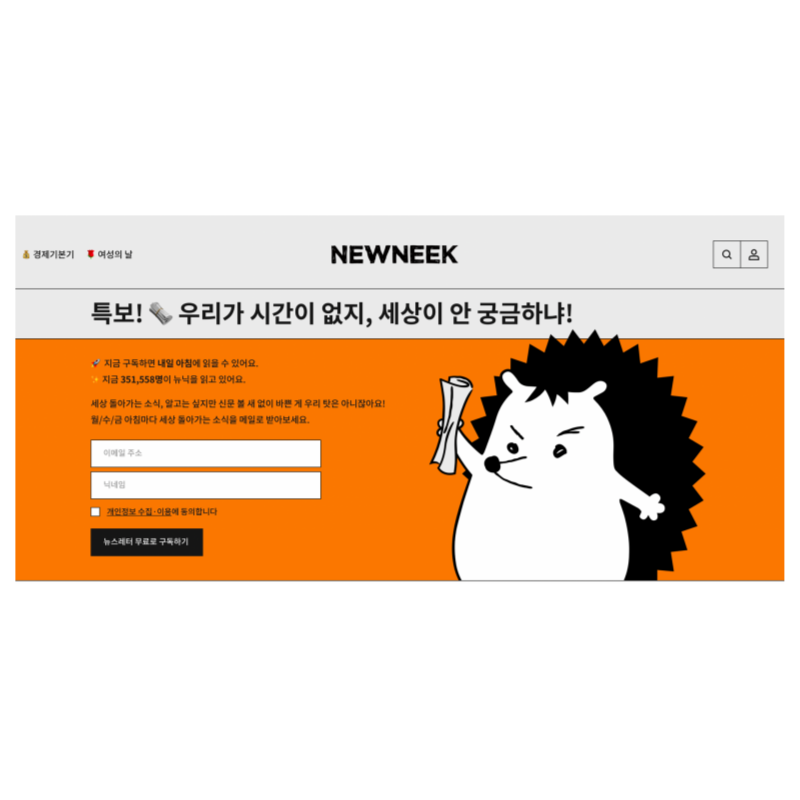 경제기본기 여성의 날
NEWNEEK
특보! 우리가 시간이 없지, 세상이 안 궁금하냐!
지금 구독하면 내일 아침에 읽을 수 있어요.
지금 351,558명이 뉴닉을 읽고 있어요.
세상 돌아가는 소식, 알고는 싶지만 신문 볼 새 없이 바쁜 게 우리 탓은 아니잖아요!
월/수/금 아침마다 세상 돌아가는 소식을 메일로 받아보세요.
이메일 주소
닉네임
개인정보 수집·이용에 동의합니다
뉴스레터 무료로 구독하기